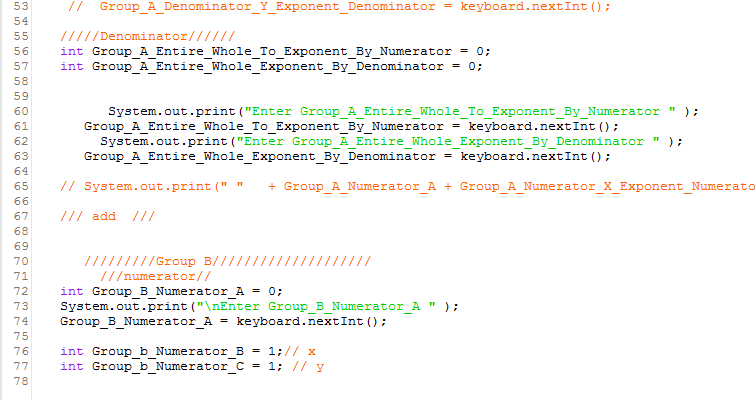 53 // Group_A_Denominator_Y_Exponent_Denominator = keyboard.nextInt();
54
55 /////Denominator//////
56 int Group_A_Entire_Whole_To_Exponent_By_Numerator = 0;
57 int Group_A_Entire_Whole_Exponent_By_Denominator = 0;
58
59
60 System.out.print("Enter Group_A_Entire_Whole_To_Exponent_By_Numerator " );
61 Group_A_Entire_Whole_To_Exponent_By_Numerator = keyboard.nextInt();
62 System.out.print("Enter Group_A_Entire_Whole_Exponent_By_Denominator " );
63 Group_A_Entire_Whole_Exponent_By_Denominator = keyboard.nextInt();
64
65 // System.out.print(" " + Group_A_Numerator_A + Group_A_Numerator_X_Exponent_Numerato
66
67 /// add ///
68
69
70 /////////Group B////////////////////
71 ///numerator//
72 int Group_B_Numerator_A = 0;
73 System.out.print("\nEnter Group_B_Numerator_A " );
74 Group_B_Numerator_A = keyboard.nextInt();
75
76 int Group_b_Numerator_B = 1;// x
77 int Group_b_Numerator_C = 1; // y
78